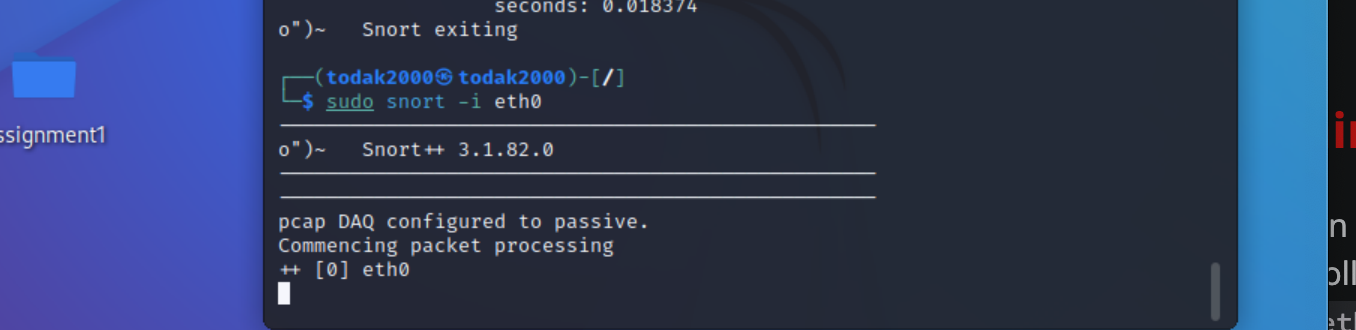 seconds: 0.018374
o")~   Snort exiting
┌──(todak2000㉿todak2000)-[/]
└─$ sudo snort -i eth0
o")~   Snort++ 3.1.82.0
pcap DAQ configured to passive.
Commencing packet processing
++ [0] eth0
ssignment1
in
n
oll
et